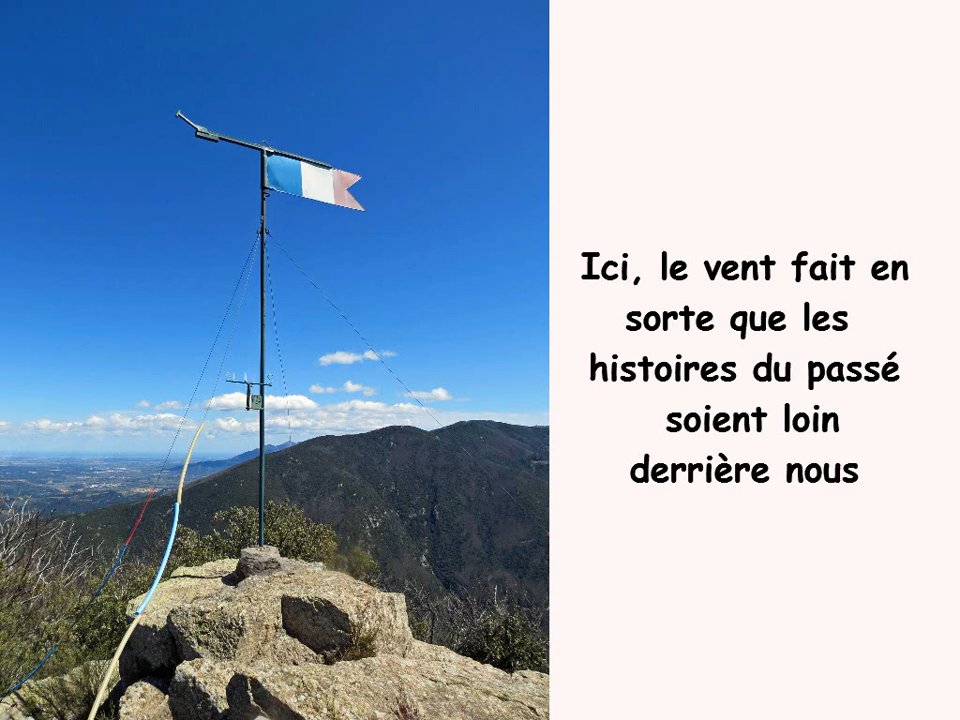 Ici, le vent fait en
sorte que les
histoires du passé
soient loin
derrière nous